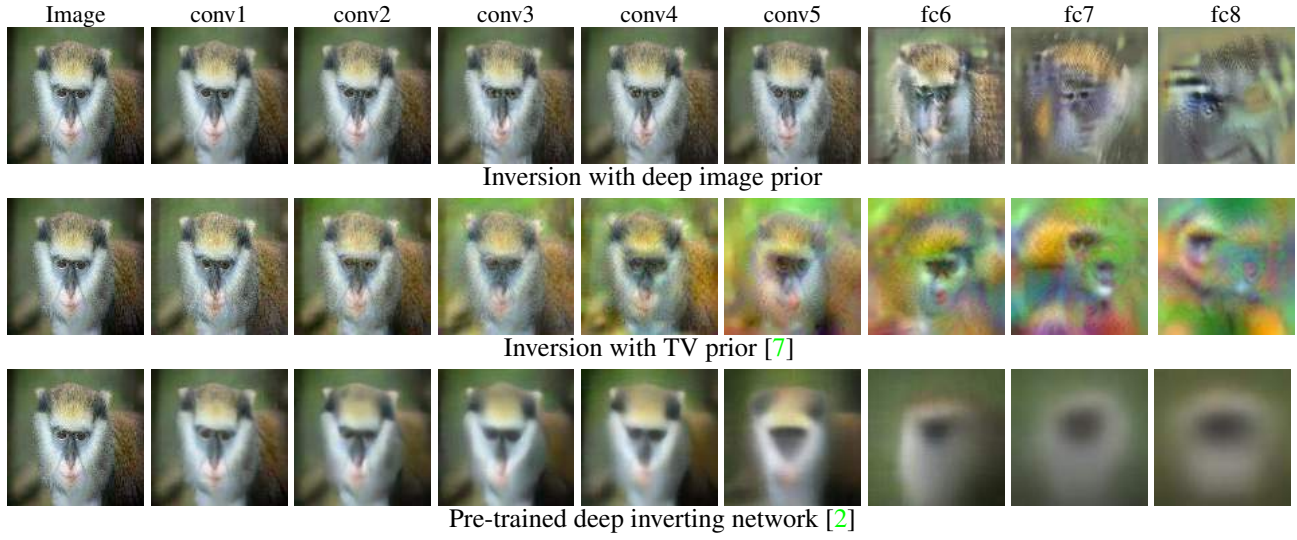 Image conv1 conv2 conv3 conv4 conv5 fc6 fc7 fc8
Inversion with deep image prior
Inversion with TV prior [7]
Pre-trained deep inverting network [2]